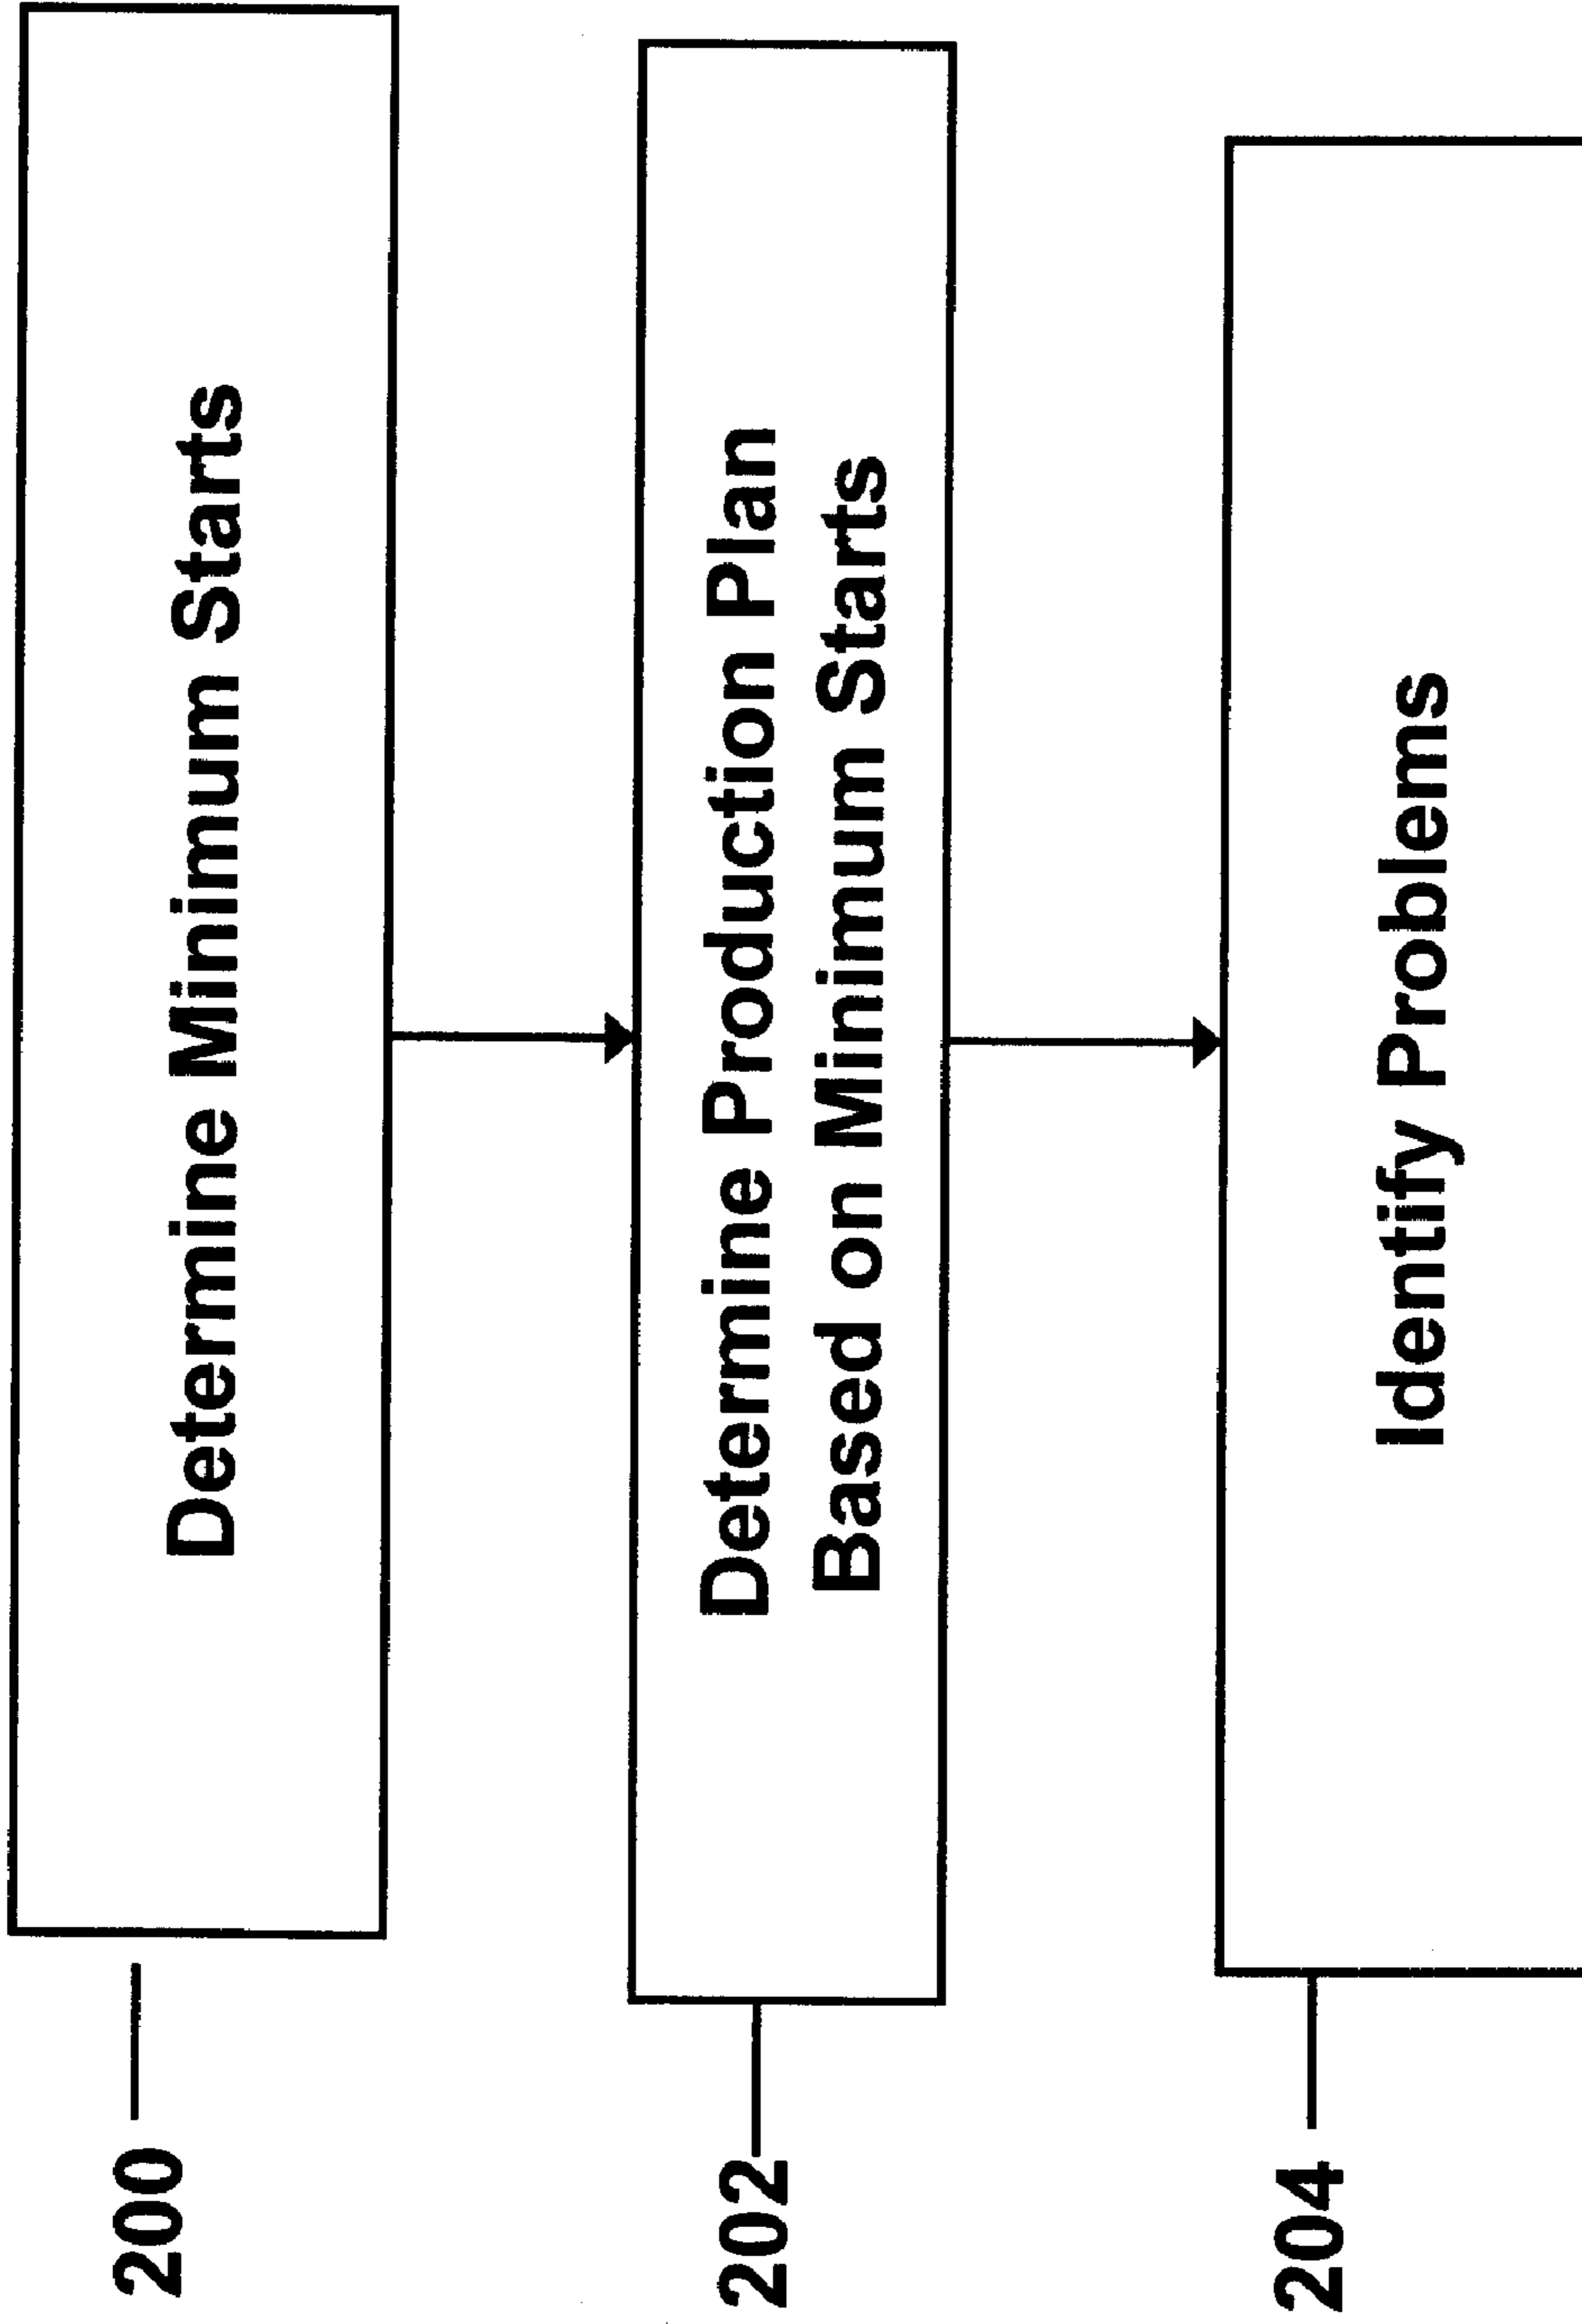 200
Determine Minimum Starts
202
Determine Production Plan
Based on Minimum Starts
204
Identify Problems